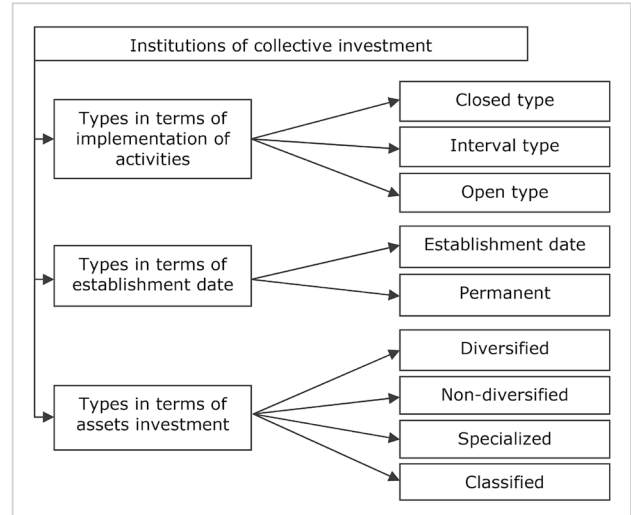 Institutions of collective investment
Types in terms of
implementation of
activities
Closed type
Interval type
Open type
Types in terms of
establishment date
Establishment date
Permanent
Types in terms of
assets investment
Diversified
Non-diversified
Specialized
Classified